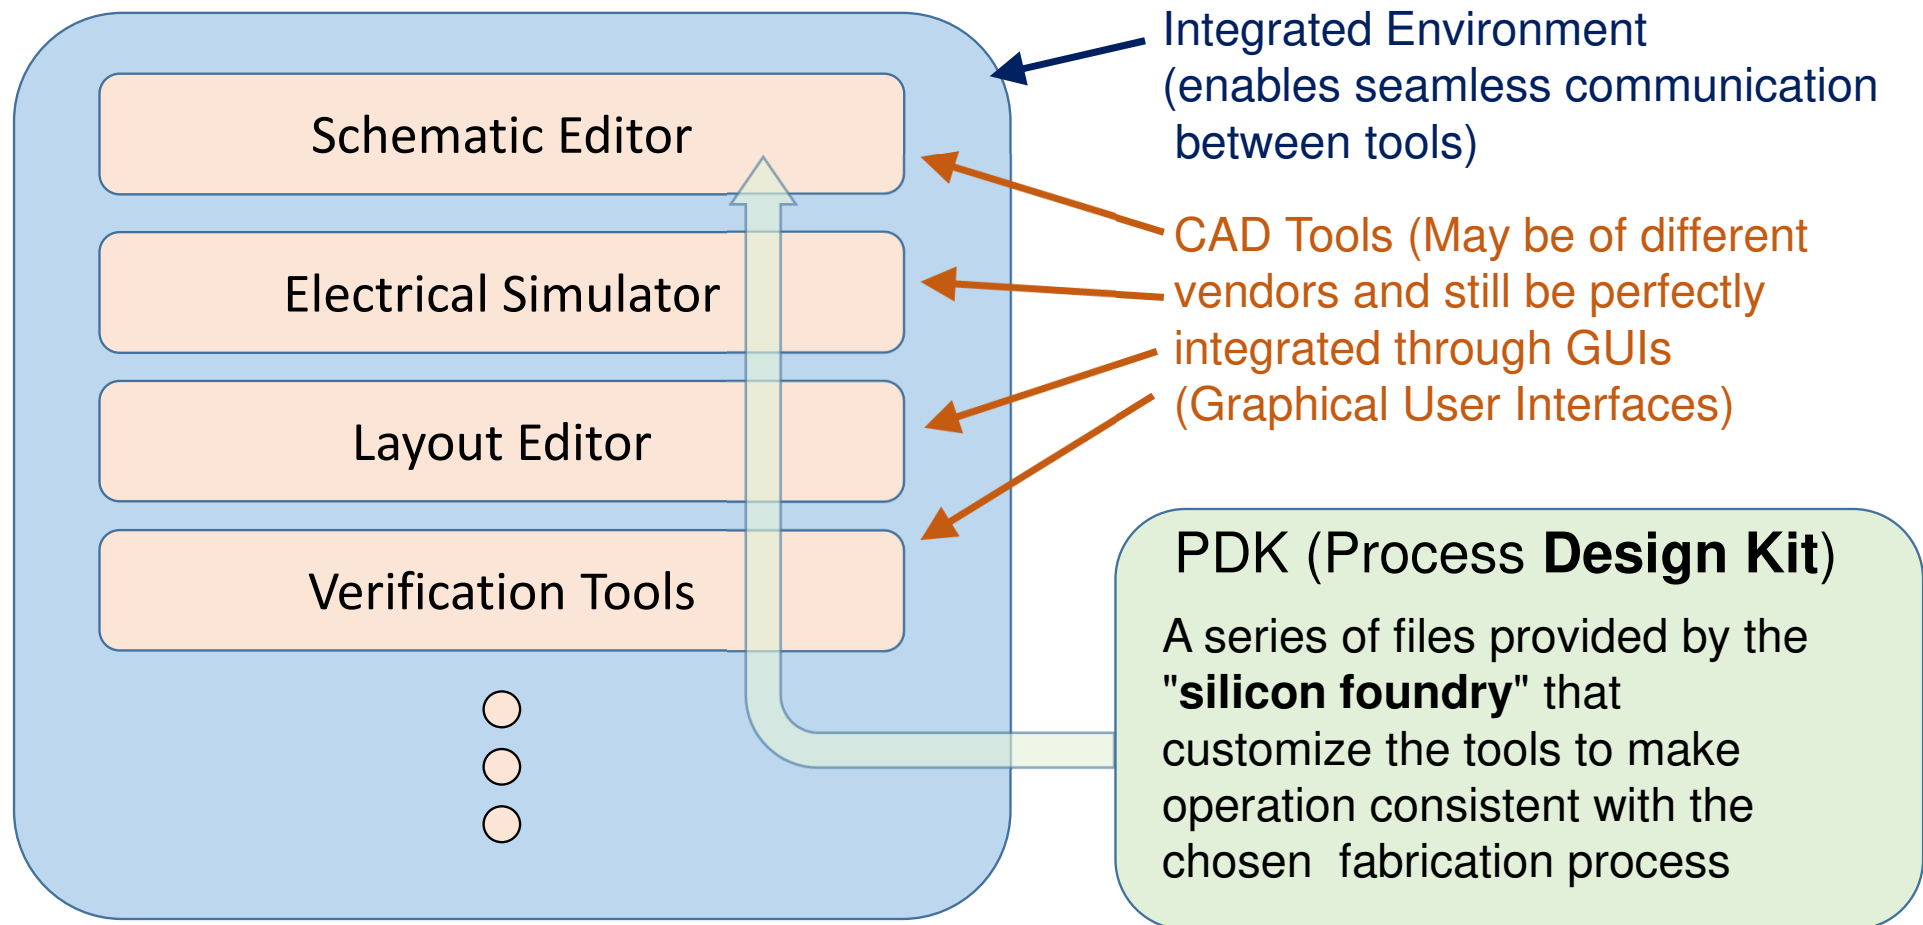 Integrated Environment
(enables seamless communication
between tools)
Schematic Editor
Electrical Simulator
Layout Editor
Verification Tools
CAD Tools (May be of different
vendors and still be perfectly
integrated through GUIs
(Graphical User Interfaces)
PDK (Process Design Kit)
A series of files provided by the
"silicon foundry" that
customize the tools to make
operation consistent with the
chosen fabrication process